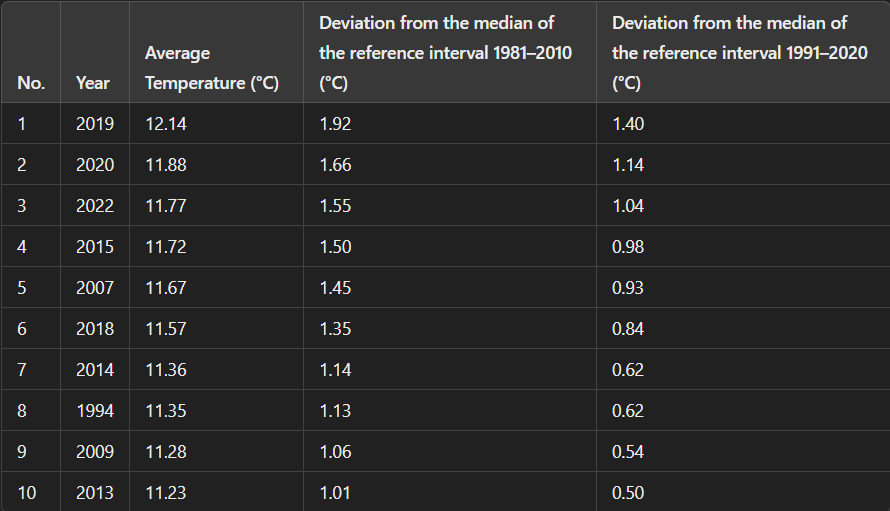 No. Year Average Temperature (°C) Deviation from the median of the reference interval 1981–2010 (°C) Deviation from the median of the reference interval 1991–2020 (°C)
1 2019 12.14 1.92 1.40
2 2020 11.88 1.66 1.14
3 2022 11.77 1.55 1.04
4 2015 11.72 1.50 0.98
5 2007 11.67 1.45 0.93
6 2018 11.57 1.35 0.84
7 2014 11.36 1.14 0.62
8 1994 11.35 1.13 0.62
9 2009 11.28 1.06 0.54
10 2013 11.23 1.01 0.50